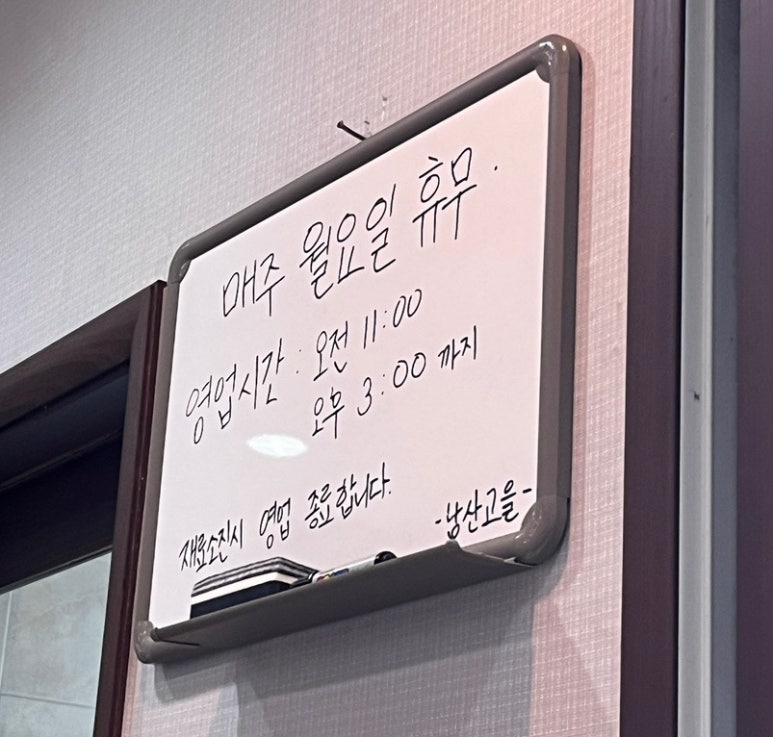 매주 월요일 휴무.
영업시간 : 오전 11:00
오후 3:00 까지
재료소진시 영업 종료합니다.
-남산고을-